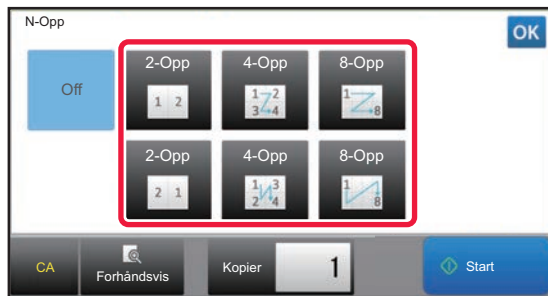 N-Opp
OK
Off
2-Opp
4-Opp
8-Opp
1 2
1 2
3 4
1
8
2-Opp
4-Opp
8-Opp
2 1
1 3
2 4
1
8
CA
Forhåndsvis
Kopier
1
Start